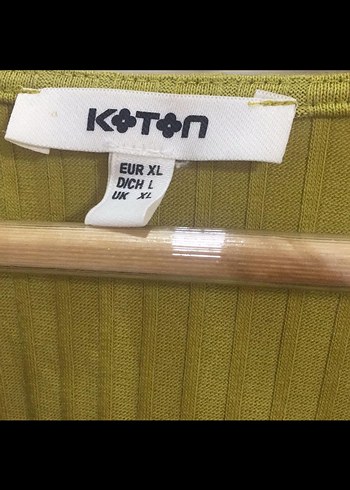 KOTON
EUR XL
D/CH L
UK XL